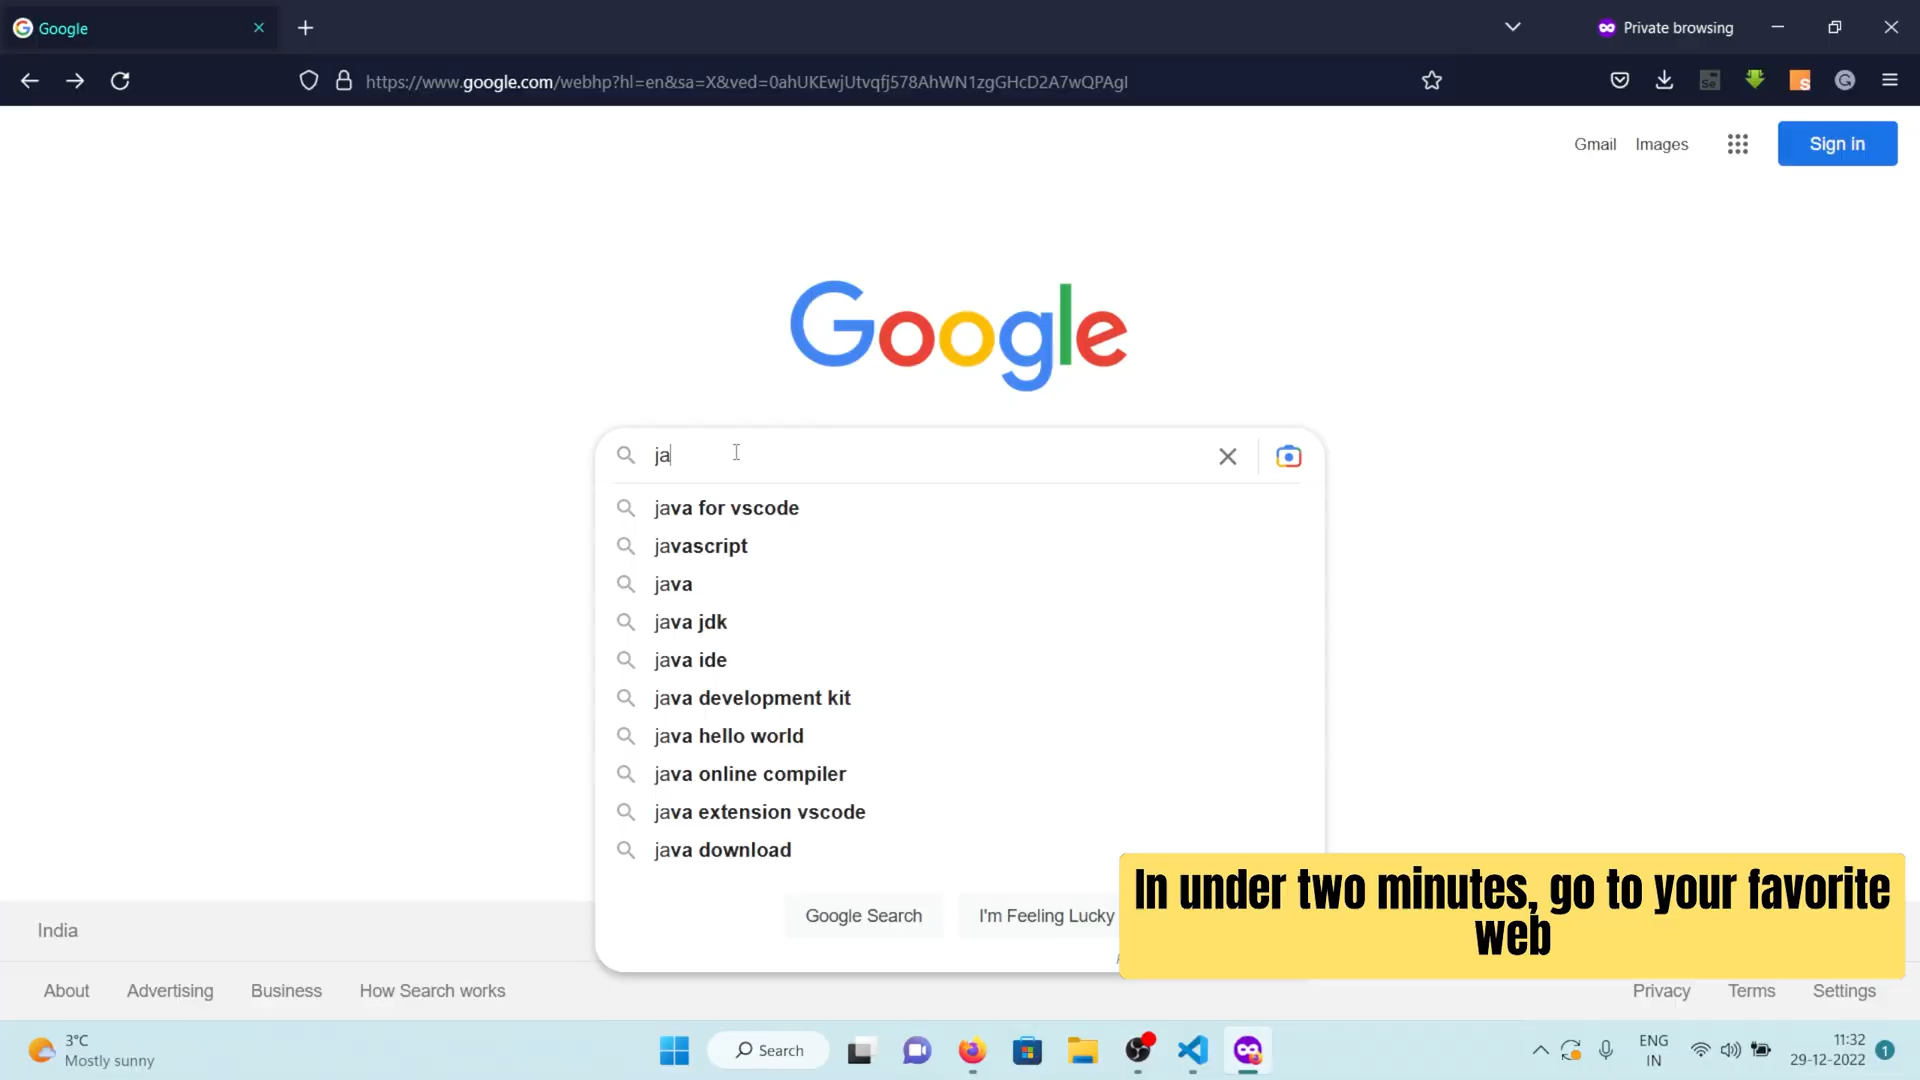 Google
Private browsing
https://www.google.com/webhp?hl=en&sa=X&ved=0ahUKEwjUtvqfj578AhWN1zgGHcD2A7wQPAgI
Gmail
Images
Sign in
Google
ja
java for vscode
javascript
java
java jdk
java ide
java development kit
java hello world
java online compiler
java extension vscode
java download
Google Search
I'm Feeling Lucky
In under two minutes, go to your favorite
web
India
About
Advertising
Business
How Search works
Privacy
Terms
Settings
3°C
Mostly sunny
Search
ENG
IN
11:32
29-12-2022
1